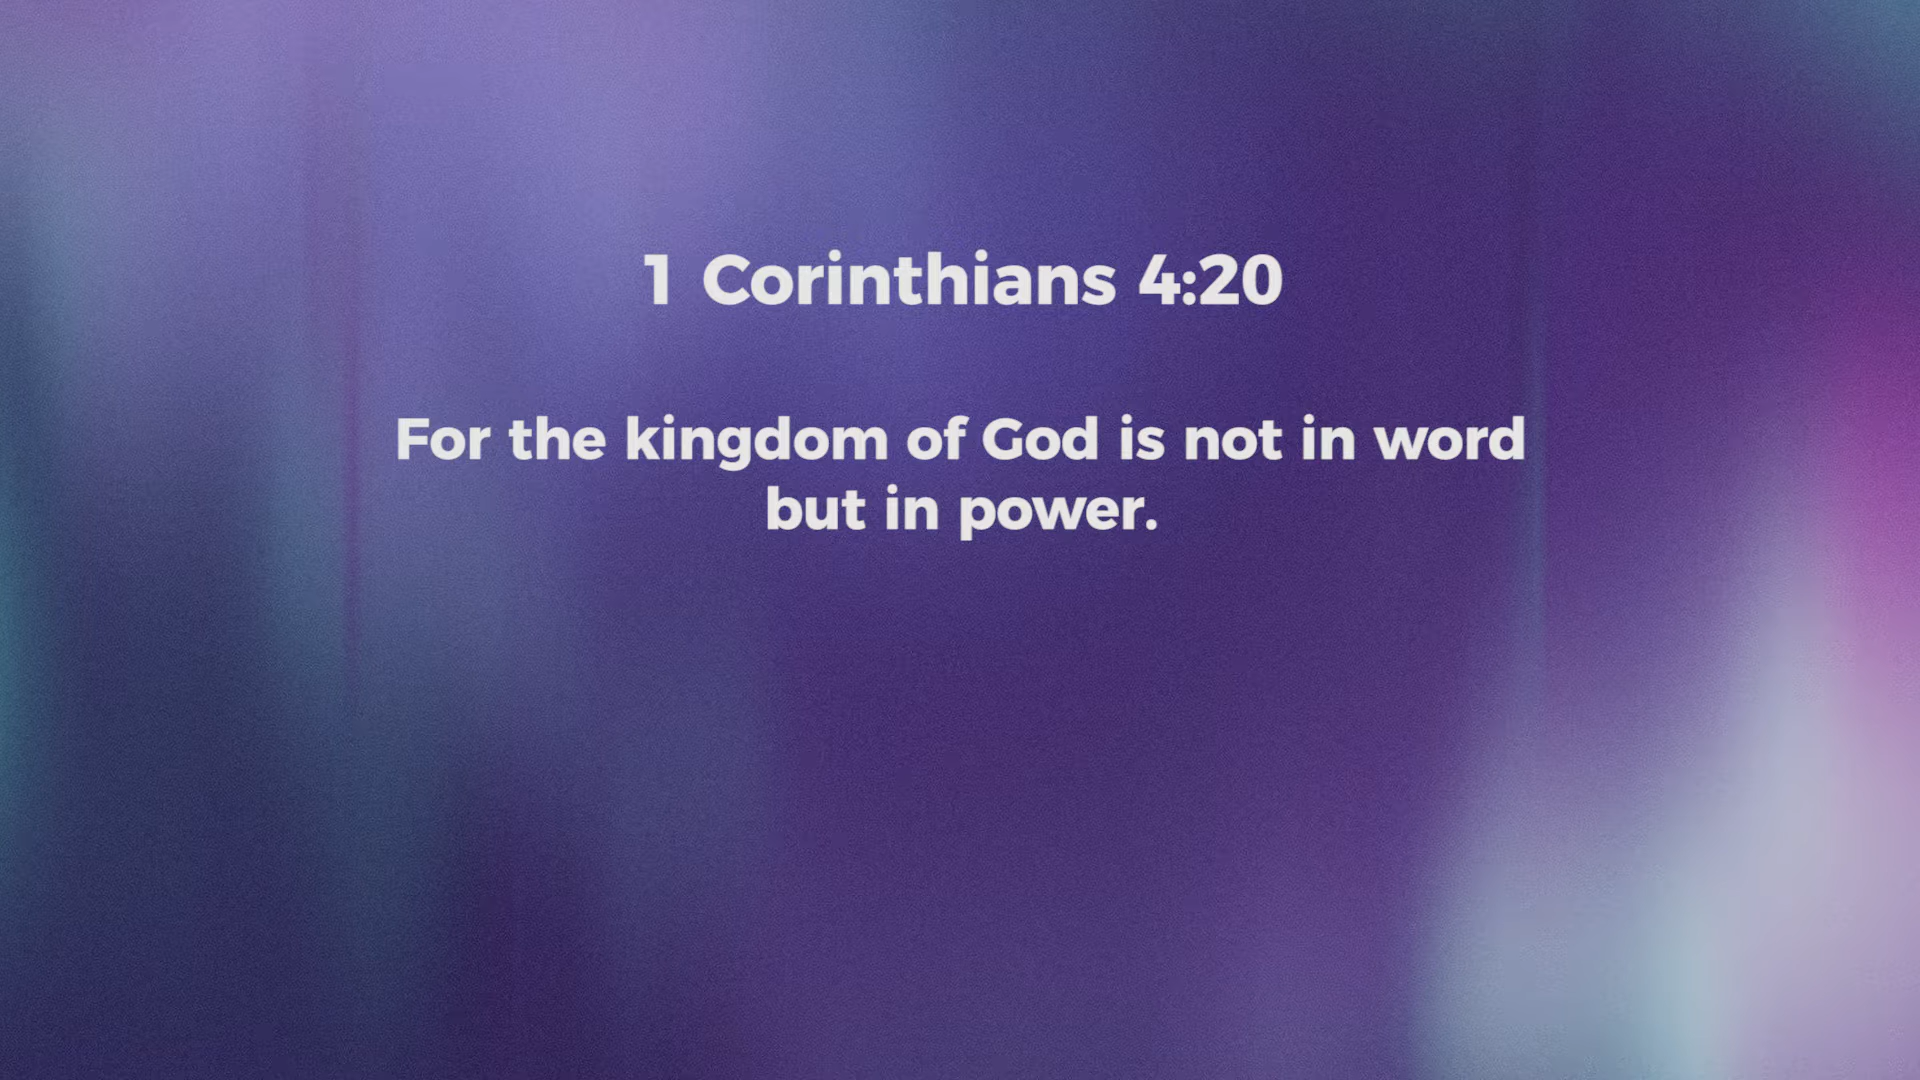 1 Corinthians 4:20
For the kingdom of God is not in word
but in power.